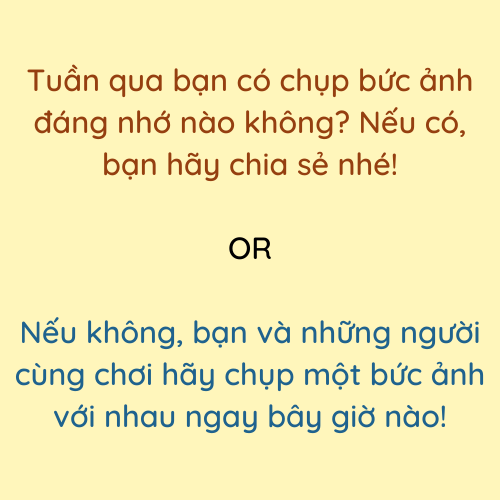 Tuần qua bạn có chụp bức ảnh
đáng nhớ nào không? Nếu có,
bạn hãy chia sẻ nhé!
OR
Nếu không, bạn và những người
cùng chơi hãy chụp một bức ảnh
với nhau ngay bây giờ nào!